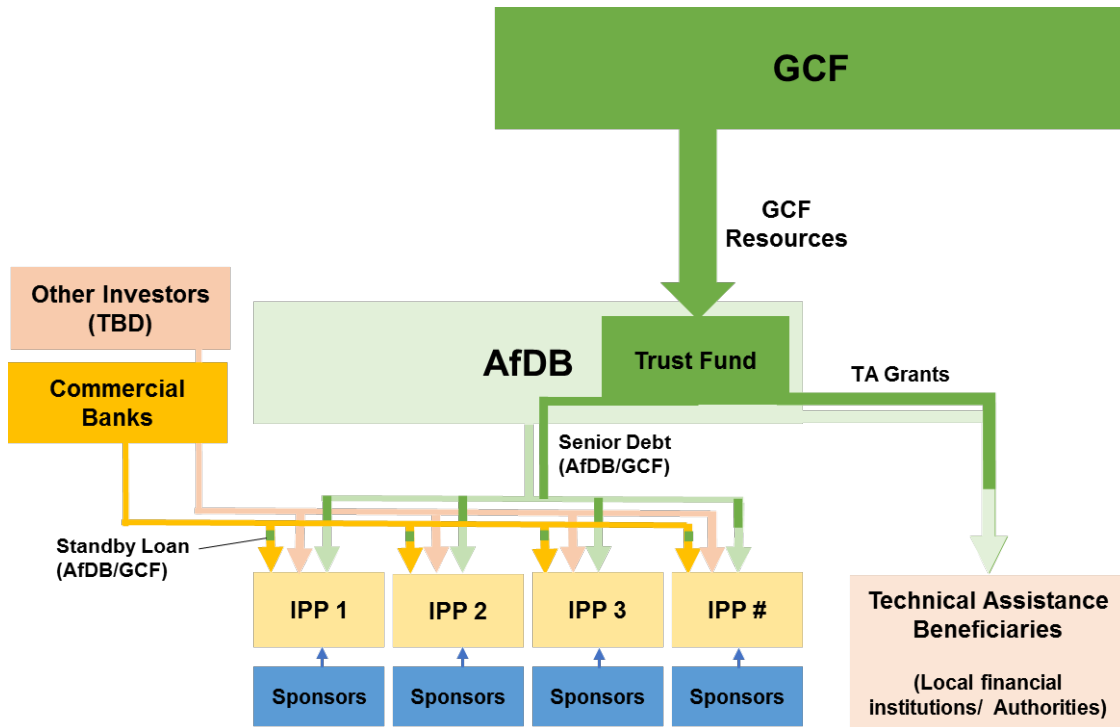 GCF
GCF
Resources
Other Investors
(TBD)
AfDB
Trust Fund
Commercial
Banks
TA Grants
Senior Debt
(AfDB/GCF)
Standby Loan
(AfDB/GCF)
IPP 1
IPP 2
IPP 3
IPP #
Technical Assistance
Beneficiaries
(Local financial
institutions/ Authorities)
Sponsors
Sponsors
Sponsors
Sponsors